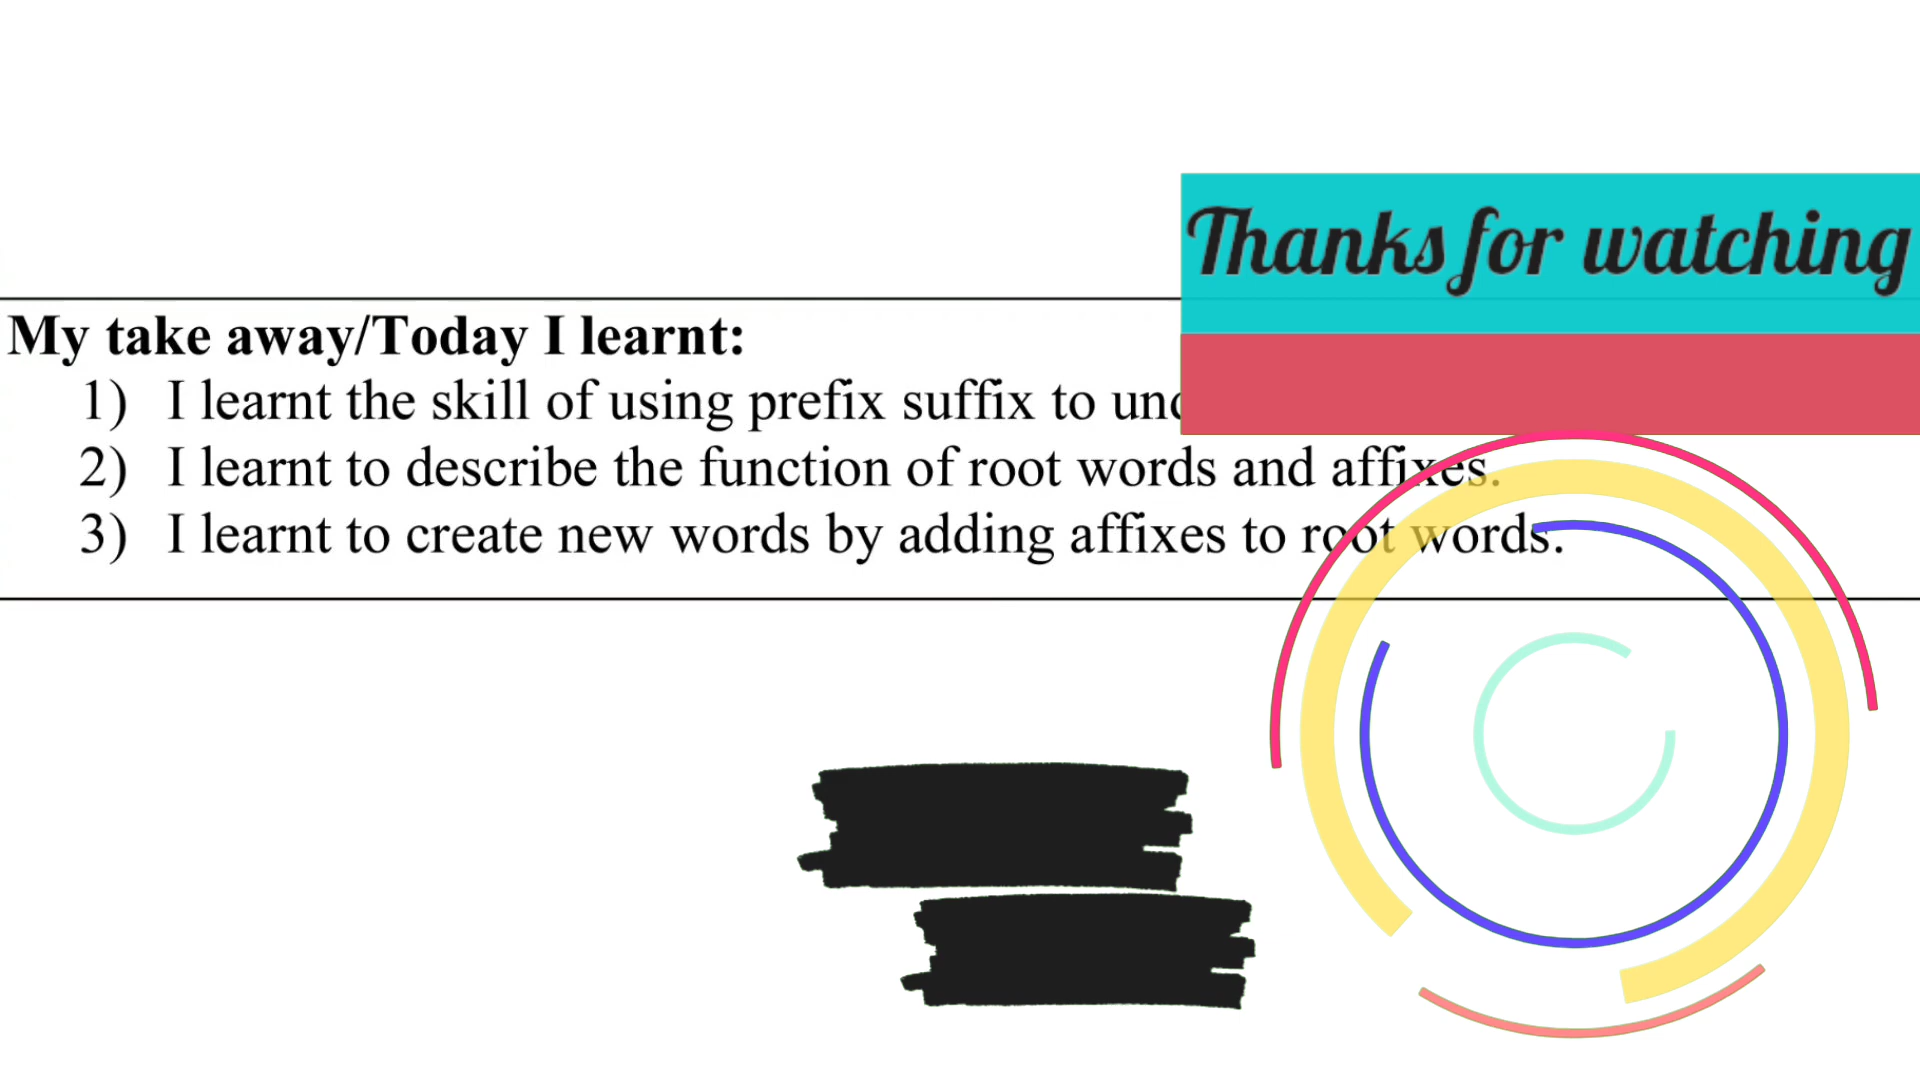 Thanks for watching
My take away/Today I learnt:
1) I learnt the skill of using prefix suffix to
2) I learnt to describe the function of root words and affixes.
3) I learnt to create new words by adding affixes to root words.